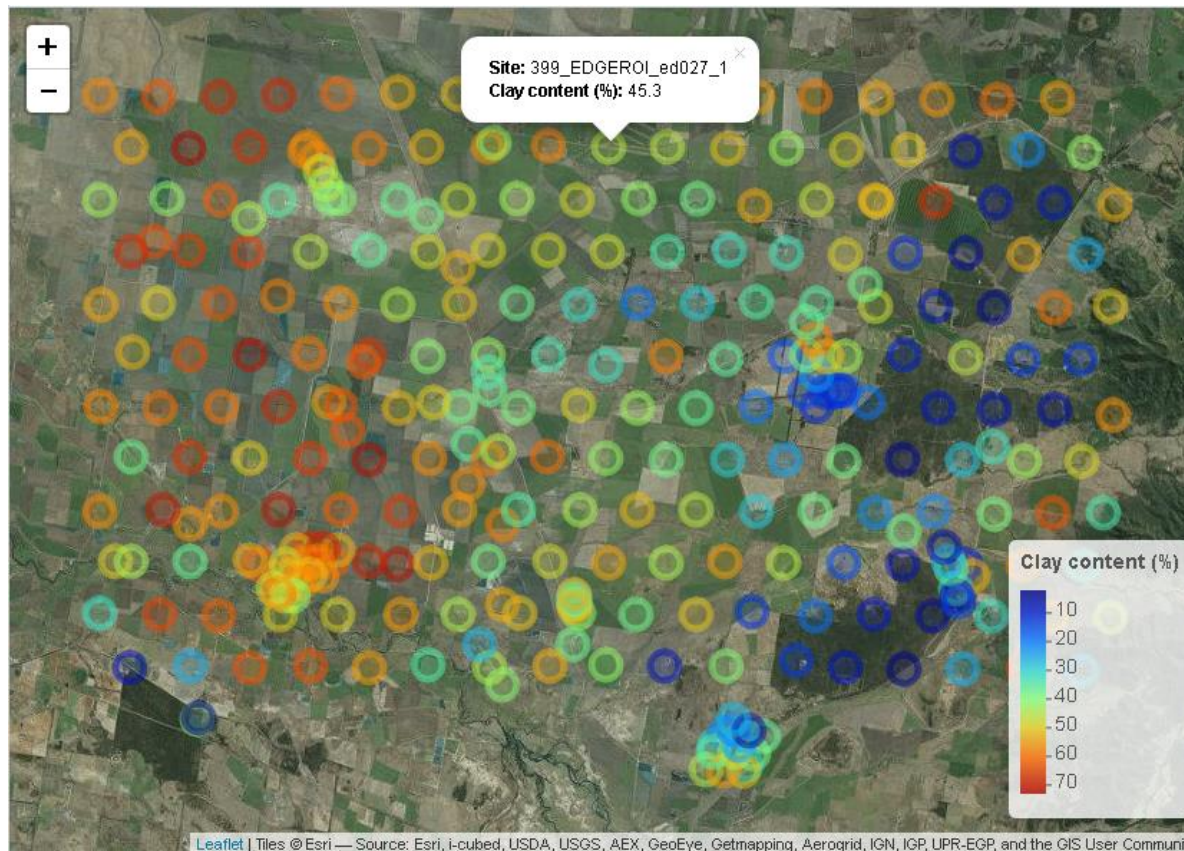 +
−
×
Site: 399_EDGEROI_ed027_1
Clay content (%): 45.3
Clay content (%)
10
20
30
40
50
60
70
Leaflet | Tiles © Esri — Source: Esri, i-cubed, USDA, USGS, AEX, GeoEye, Getmapping, Aerogrid, IGN, IGP, UPR-EGP, and the GIS User Communi